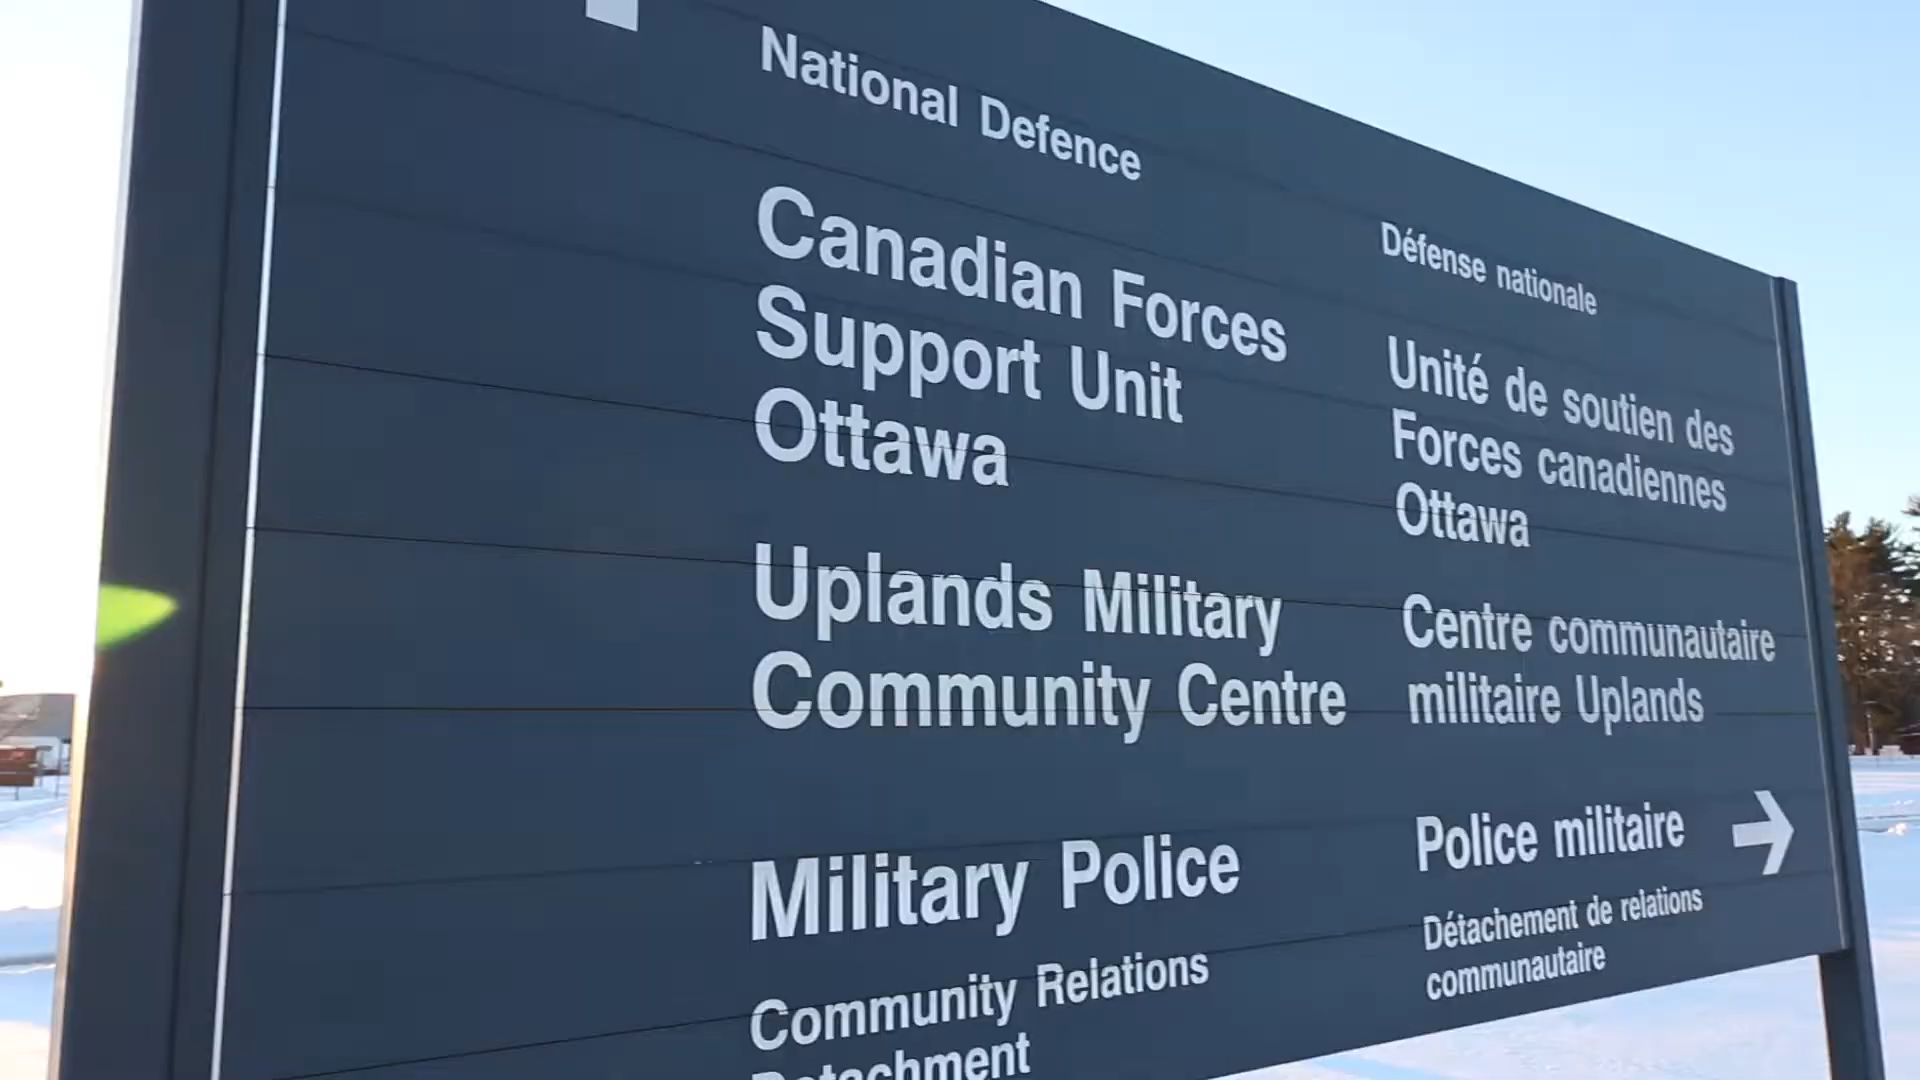 National Defence
Canadian Forces
Support Unit
Ottawa
Uplands Military
Community Centre
Military Police
Community Relations
Detachment
Défense nationale
Unité de soutien des
Forces canadiennes
Ottawa
Centre communautaire
militaire Uplands
Police militaire
Détachement de relations
communautaire